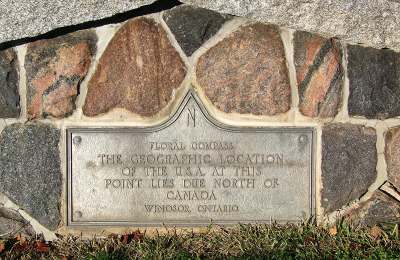 N
FLORAL COMPASS
THE GEOGRAPHIC LOCATION
OF THE U.S.A. AT THIS
POINT LIES DUE NORTH OF
CANADA
WINDSOR, ONTARIO